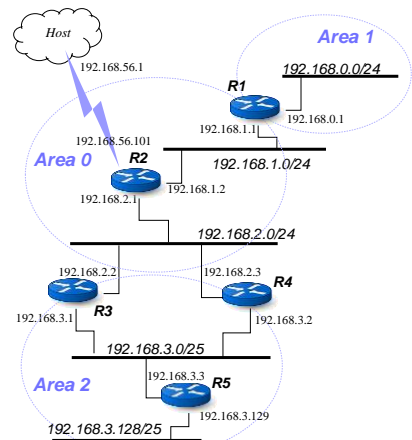 Host
Area 1
192.168.56.1
192.168.0.0/24
R1
192.168.0.1
192.168.1.1
192.168.56.101
Area 0
R2
192.168.1.0/24
192.168.1.2
192.168.2.1
192.168.2.0/24
192.168.2.2
192.168.2.3
R4
R3
192.168.3.1
192.168.3.2
192.168.3.0/25
Area 2
192.168.3.3
R5
192.168.3.129
192.168.3.128/25